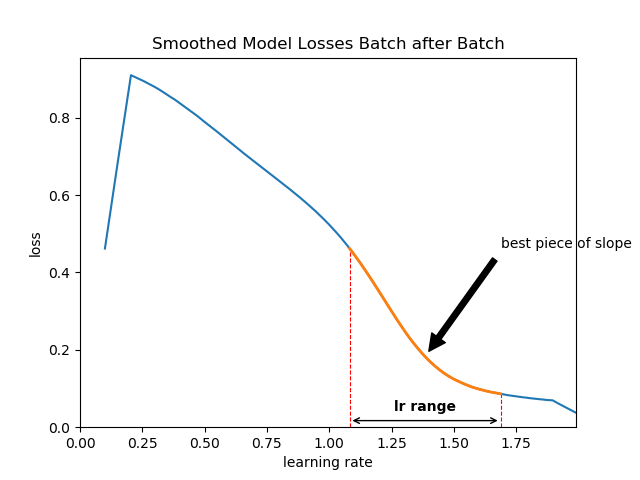 Smoothed Model Losses Batch after Batch
loss
0.8
0.6
0.4
0.2
0.0
best piece of slope
lr range
0.00 0.25 0.50 0.75 1.00 1.25 1.50 1.75
learning rate